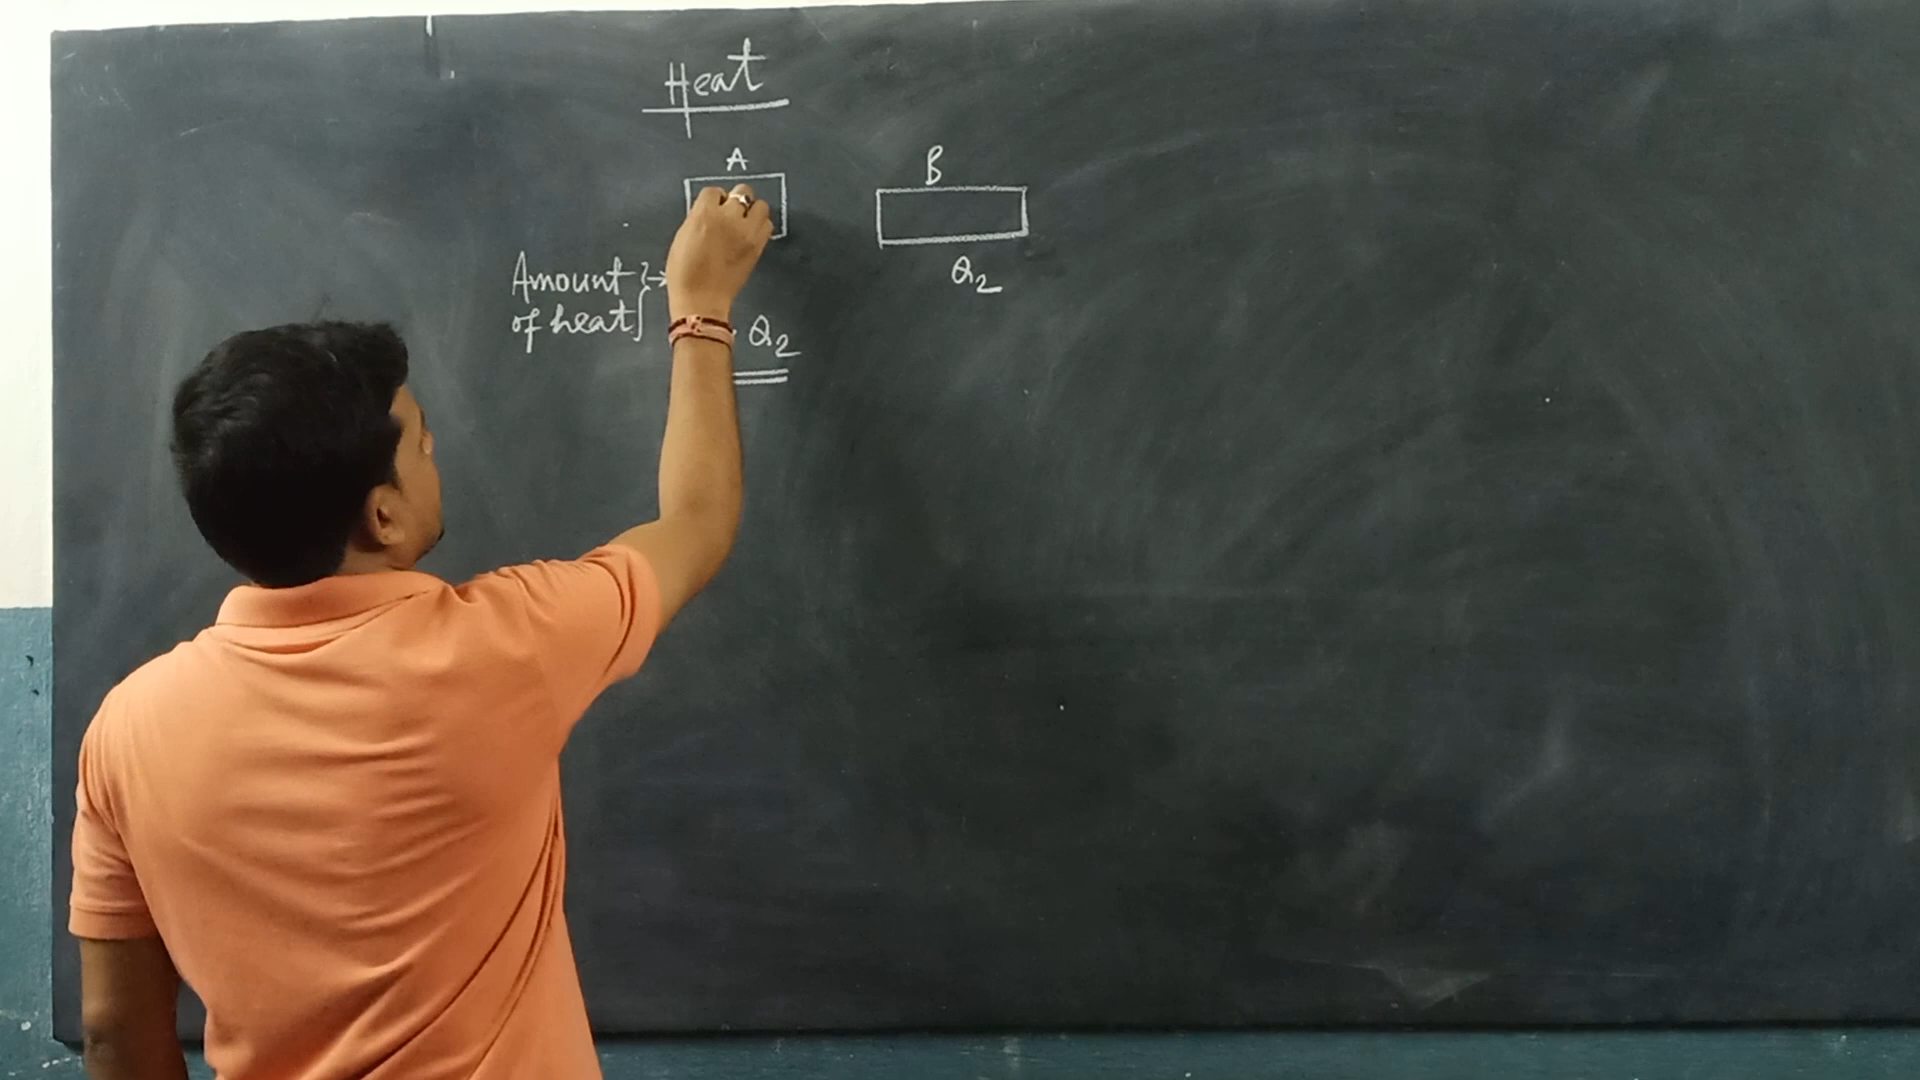 Heat
A B
Amount
of heat
Q2
Q2